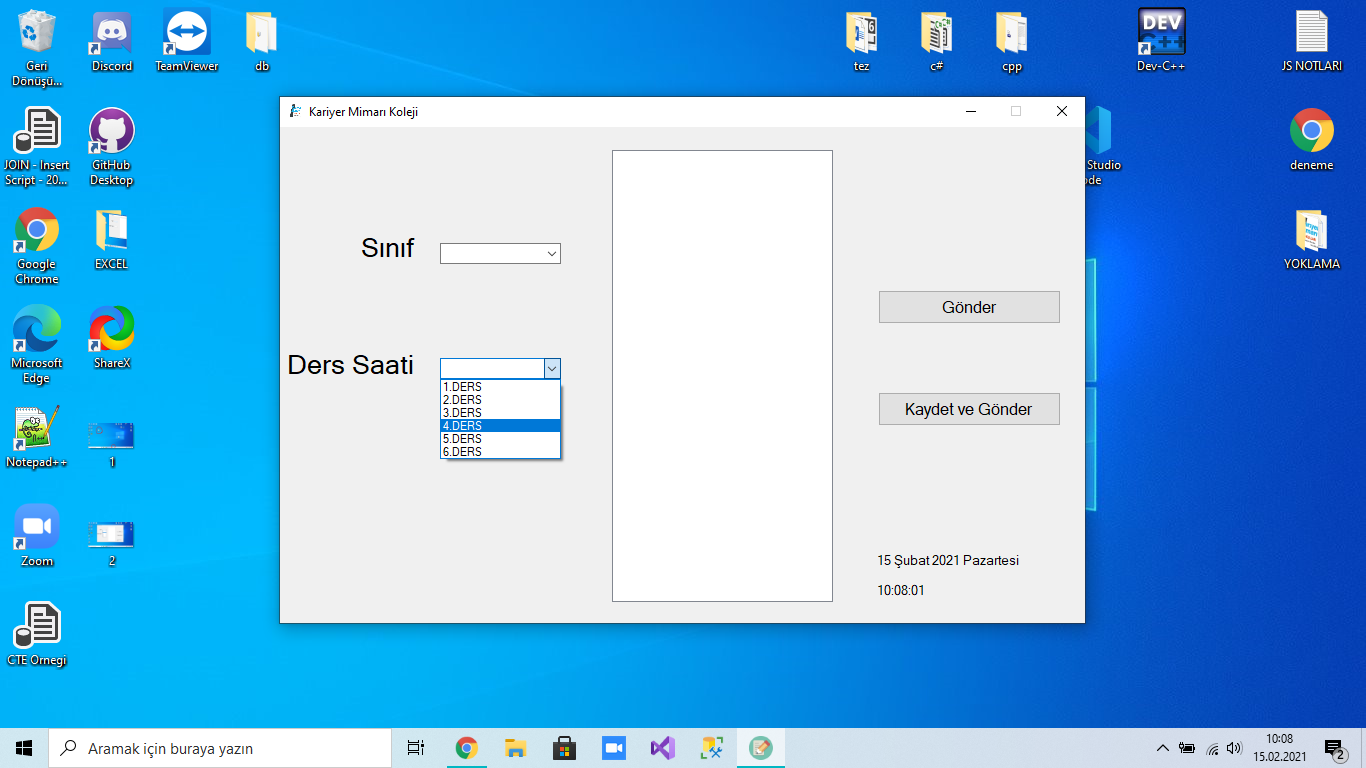 Geri
Dönüşü...
Discord
TeamViewer
db
tez
c#
cpp
DEV
C++
Dev-C++
JS NOTLARI
JOIN - Insert
Script - 20...
GitHub
Desktop
Studio
deneme
Google
Chrome
EXCEL
YOKLAMA
Microsoft
Edge
ShareX
Notepad++
1
Zoom
2
CTE Ornegi
Kariyer Mimarı Koleji
Sınıf
Ders Saati
1.DERS
2.DERS
3.DERS
4.DERS
5.DERS
6.DERS
Gönder
Kaydet ve Gönder
15 Şubat 2021 Pazartesi
10:08:01
Aramak için buraya yazın
10:08
15.02.2021
2